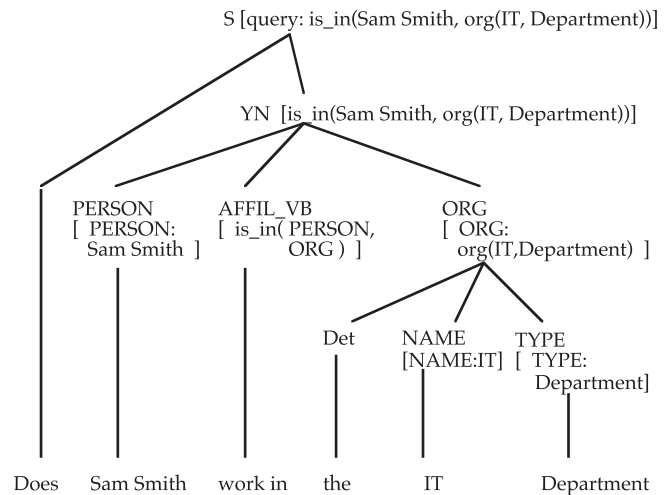 S [query: is_in(Sam Smith, org(IT, Department))]
YN [is_in(Sam Smith, org(IT, Department))]
PERSON
[ PERSON:
Sam Smith ]
AFFIL_VB
[ is_in( PERSON,
ORG ) ]
ORG
[ ORG:
org(IT,Department) ]
Det
NAME
[NAME:IT]
TYPE
[ TYPE:
Department]
Does Sam Smith work in the IT Department